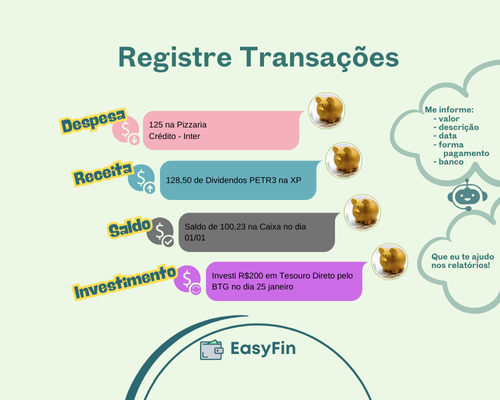 Registre Transações
Despesa
125 na Pizzaria
Crédito - Inter
Receita
128,50 de Dividendos PETR3 na XP
Saldo
Saldo de 100,23 na Caixa no dia
01/01
Investimento
Investi R$200 em Tesouro Direto pelo
BTG no dia 25 janeiro
Me informe:
- valor
- descrição
- data
- forma
pagamento
- banco
Que eu te ajudo
nos relatórios!
EasyFin